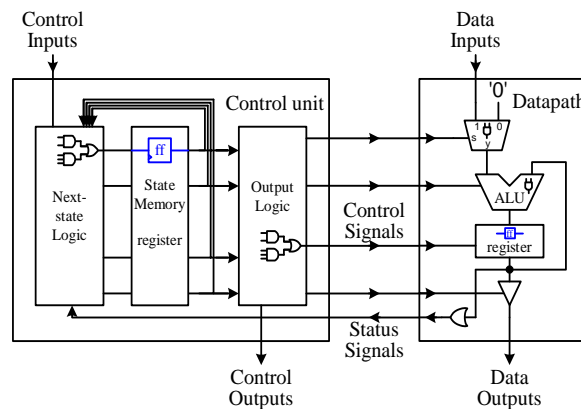 Control
Inputs
Data
Inputs
'0'
Control unit
Datapath
1
0
s
y
ff
Next-
state
Logic
State
Memory
register
Output
Logic
ALU
Control
Signals
ff
register
Status
Signals
Control
Outputs
Data
Outputs